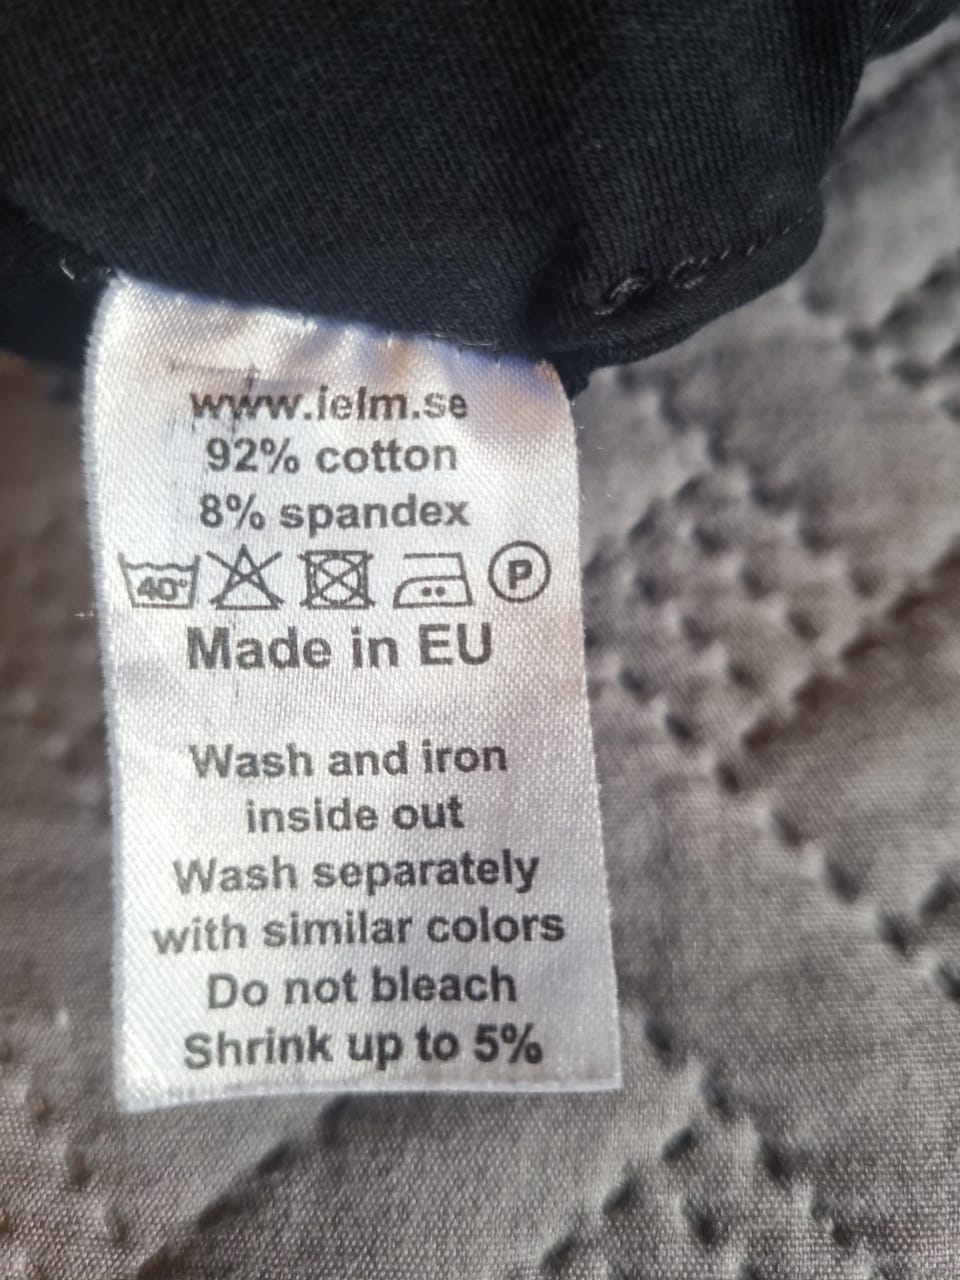 www.ielm.se
92% cotton
8% spandex
40° P
Made in EU
Wash and iron
inside out
Wash separately
with similar colors
Do not bleach
Shrink up to 5%